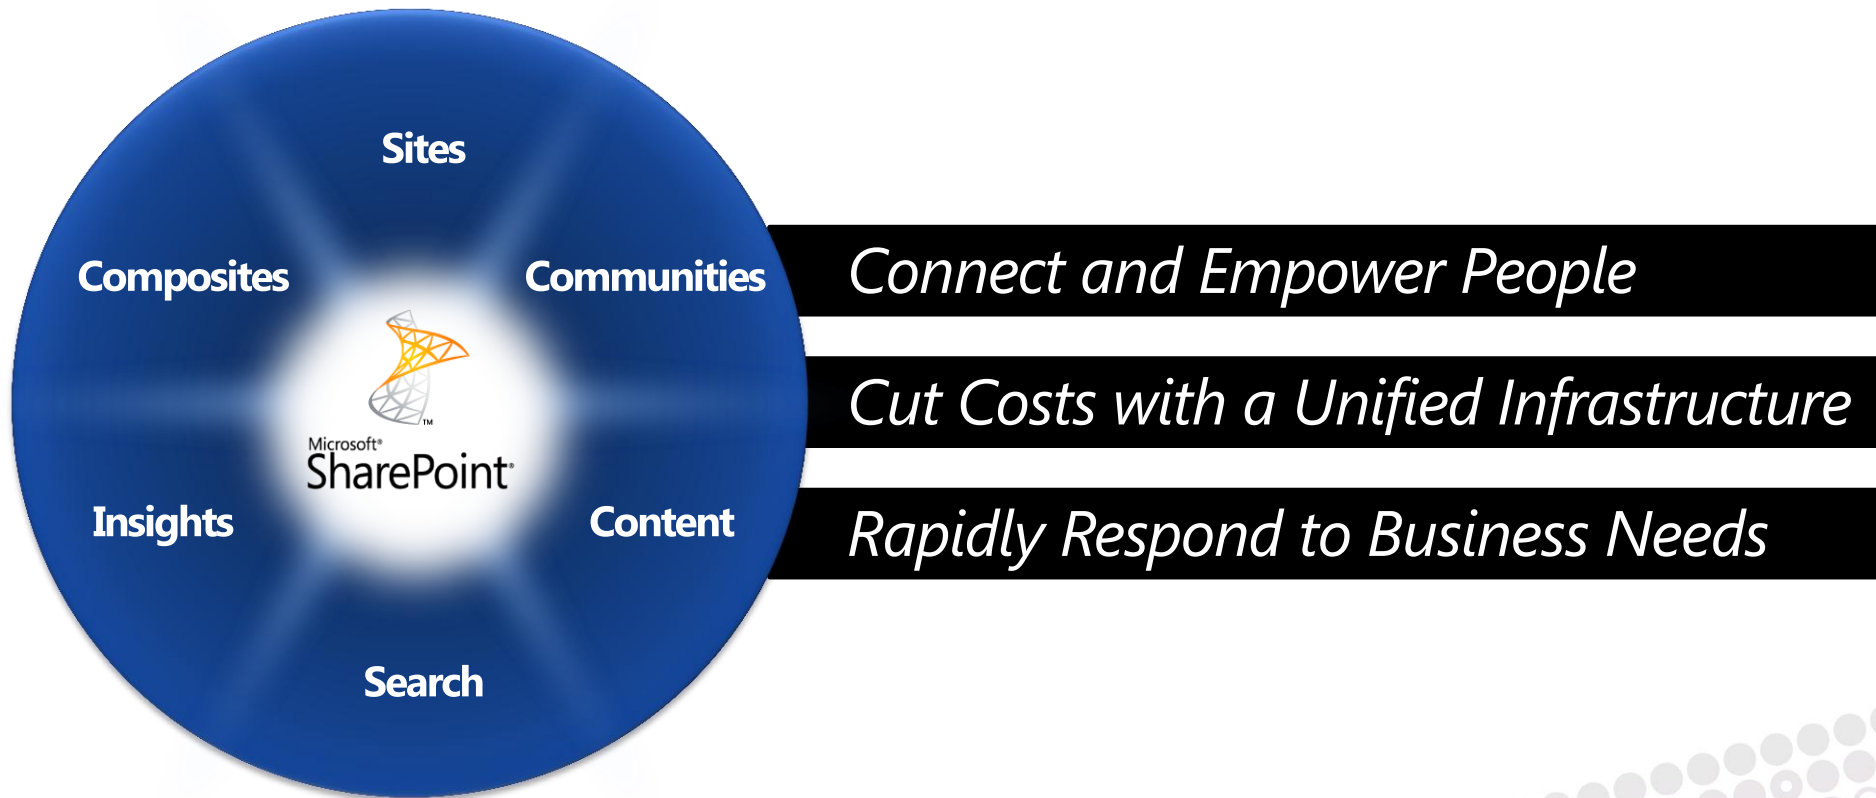 Sites
Composites
Communities
™
Microsoft®
SharePoint®
Insights
Content
Search
Connect and Empower People
Cut Costs with a Unified Infrastructure
Rapidly Respond to Business Needs